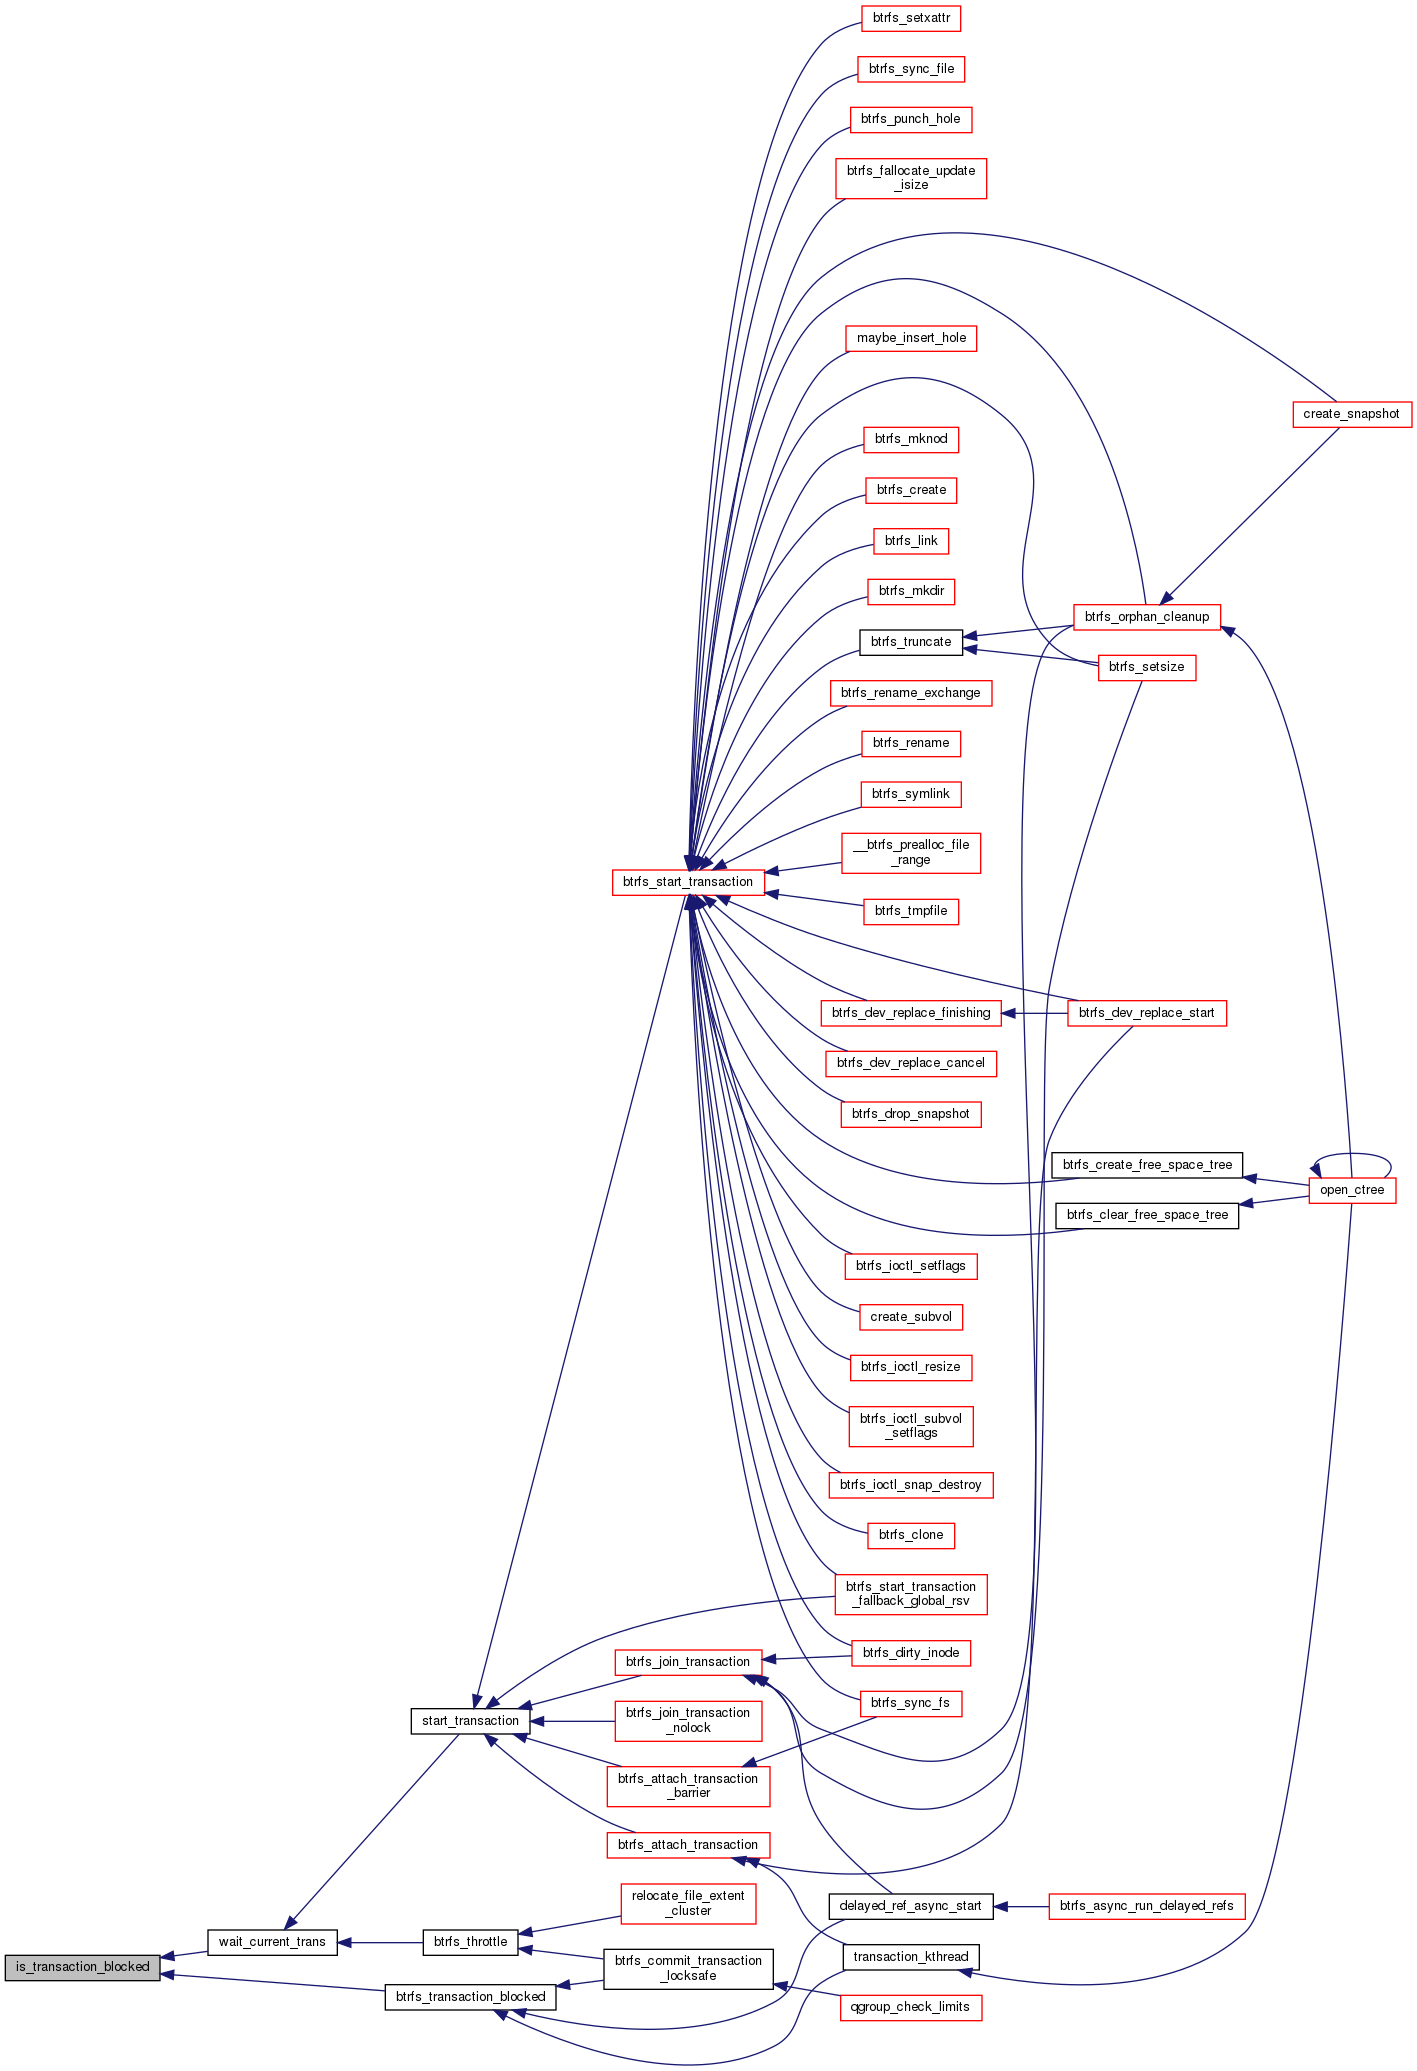 btrfs_setxattr
btrfs_sync_file
btrfs_punch_hole
btrfs_fallocate_update
_isize
maybe_insert_hole
create_snapshot
btrfs_mknod
btrfs_create
btrfs_link
btrfs_mkdir
btrfs_orphan_cleanup
btrfs_truncate
btrfs_setsize
btrfs_rename_exchange
btrfs_rename
btrfs_symlink
__btrfs_prealloc_file
_range
btrfs_start_transaction
btrfs_tmpfile
btrfs_dev_replace_finishing
btrfs_dev_replace_start
btrfs_dev_replace_cancel
btrfs_drop_snapshot
btrfs_create_free_space_tree
open_ctree
btrfs_clear_free_space_tree
btrfs_ioctl_setflags
create_subvol
btrfs_ioctl_resize
btrfs_ioctl_subvol
_setflags
btrfs_ioctl_snap_destroy
btrfs_clone
btrfs_start_transaction
_fallback_global_rsv
btrfs_dirty_inode
btrfs_join_transaction
btrfs_sync_fs
start_transaction
btrfs_join_transaction
_nolock
btrfs_attach_transaction
_barrier
btrfs_attach_transaction
relocate_file_extent
_cluster
delayed_ref_async_start
btrfs_async_run_delayed_refs
wait_current_trans
btrfs_throttle
transaction_kthread
is_transaction_blocked
btrfs_commit_transaction
_locksafe
btrfs_transaction_blocked
qgroup_check_limits